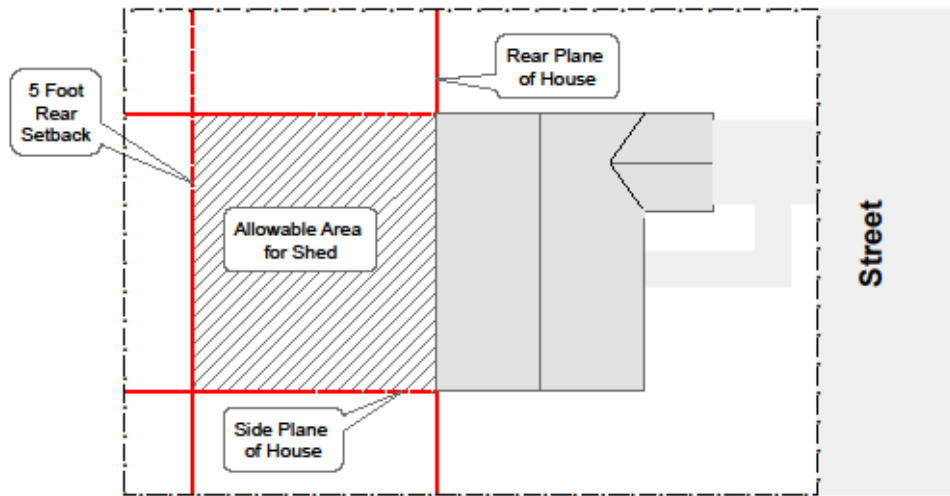 5 Foot
Rear
Setback
Rear Plane
of House
Allowable Area
for Shed
Side Plane
of House
Street